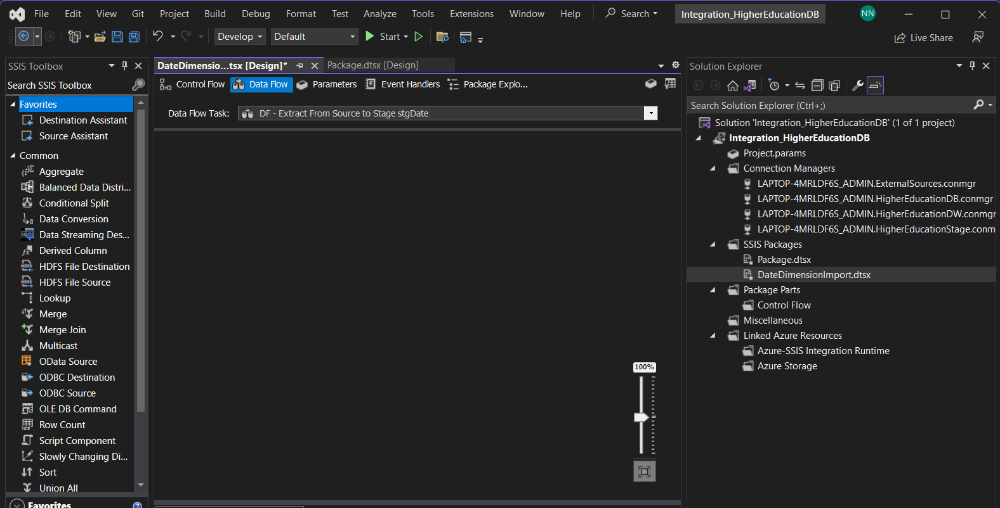 File Edit View Git Project Build Debug Format Test Analyze Tools Extensions Window Help Search Integration_HigherEducationDB NN
Develop Default Start Live Share
SSIS Toolbox
Search SSIS Toolbox
Favorites
Destination Assistant
Source Assistant
Common
Aggregate
Balanced Data Distri...
Conditional Split
Data Conversion
Data Streaming Des...
Derived Column
HDFS File Destination
HDFS File Source
Lookup
Merge
Merge Join
Multicast
OData Source
ODBC Destination
ODBC Source
OLE DB Command
Row Count
Script Component
Slowly Changing Di...
Sort
Union All
Favorites
DateDimensio...tsx [Design]* Package.dtsx [Design]
Control Flow Data Flow Parameters Event Handlers Package Explo...
Data Flow Task: DF - Extract From Source to Stage stgDate
100%
Solution Explorer
Search Solution Explorer (Ctrl+;)
Solution 'Integration_HigherEducationDB' (1 of 1 project)
Integration_HigherEducationDB
Project.params
Connection Managers
LAPTOP-4MRLDF6S_ADMIN.ExternalSources.conmgr
LAPTOP-4MRLDF6S_ADMIN.HigherEducationDB.conmgr
LAPTOP-4MRLDF6S_ADMIN.HigherEducationDW.conmgr
LAPTOP-4MRLDF6S_ADMIN.HigherEducationStage.conm
SSIS Packages
Package.dtsx
DateDimensionImport.dtsx
Package Parts
Control Flow
Miscellaneous
Linked Azure Resources
Azure-SSIS Integration Runtime
Azure Storage